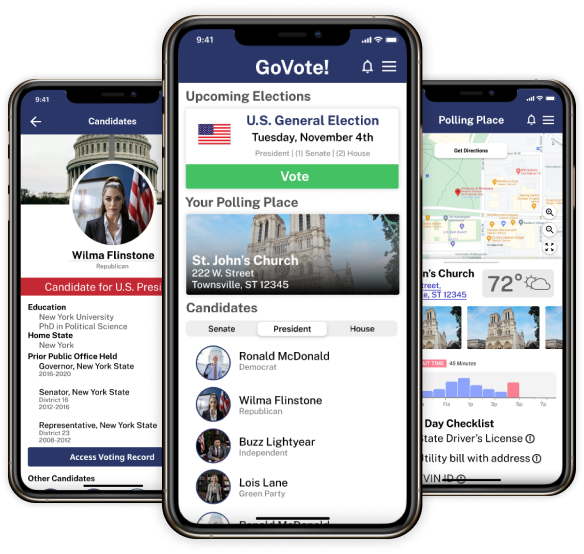 9:41
Candidates
Wilma Flinstone
Republican
Candidate for U.S. Presi
Education
New York University
PhD in Political Science
Home State
New York
Prior Public Office Held
Governor, New York State
2016-2020
Senator, New York State
District 16
2012-2016
Representative, New York State
District 23
2008-2012
Access Voting Record
Other Candidates
9:41
GoVote!
Upcoming Elections
U.S. General Election
Tuesday, November 4th
President | (1) Senate | (2) House
Vote
Your Polling Place
St. John's Church
222 W. Street
Townsville, ST 12345
Candidates
Senate President House
Ronald McDonald
Democrat
Wilma Flinstone
Republican
Buzz Lightyear
Independent
Lois Lane
Green Party
Ronald McDonald
Polling Place
Get Directions
n's Church
treet,
e, ST 12345
72°
AIT TIME 45 Minutes
11a 1p 3p 5p 7p
Day Checklist
tate Driver's License
tility bill with address
VIN ID